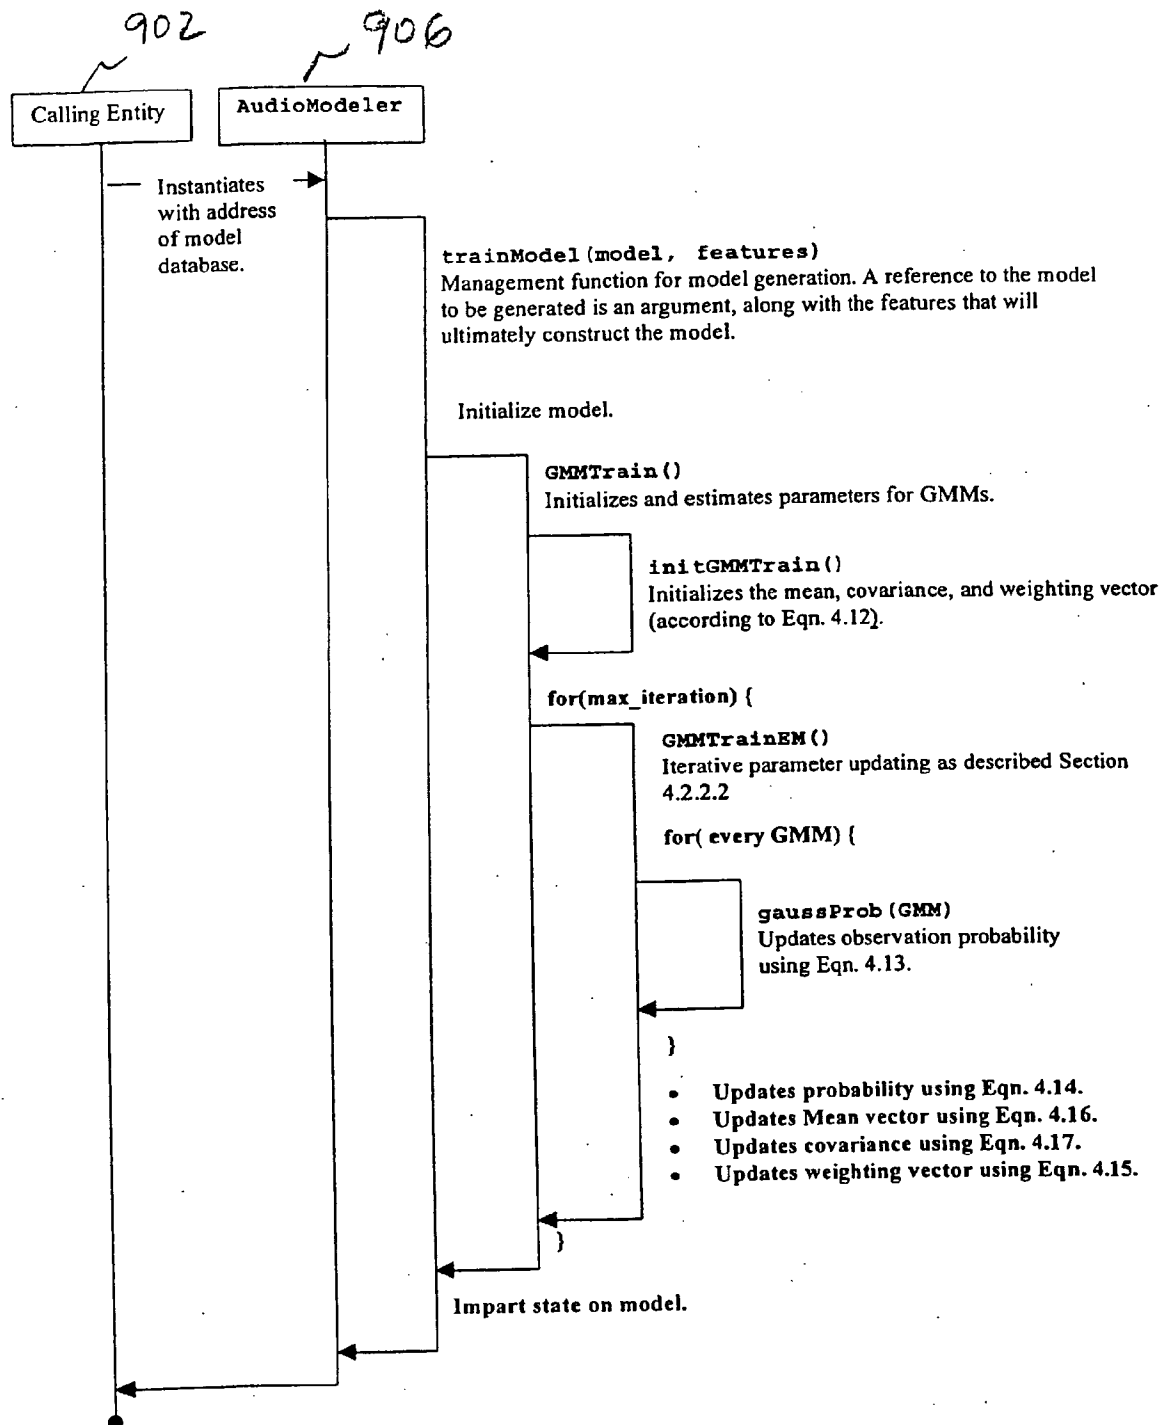 902
906
Calling Entity
AudioModeler
Instantiates
with address
of model
database.
trainModel(model, features)
Management function for model generation. A reference to the model
to be generated is an argument, along with the features that will
ultimately construct the model.
Initialize model.
GMMTrain()
Initializes and estimates parameters for GMMs.
initGMMTrain()
Initializes the mean, covariance, and weighting vector
(according to Eqn. 4.12).
for(max_iteration) {
GMMTrainEM()
Iterative parameter updating as described Section
4.2.2.2
for( every GMM) {
gaussProb(GMM)
Updates observation probability
using Eqn. 4.13.
}
• Updates probability using Eqn. 4.14.
• Updates Mean vector using Eqn. 4.16.
• Updates covariance using Eqn. 4.17.
• Updates weighting vector using Eqn. 4.15.
}
Impart state on model.